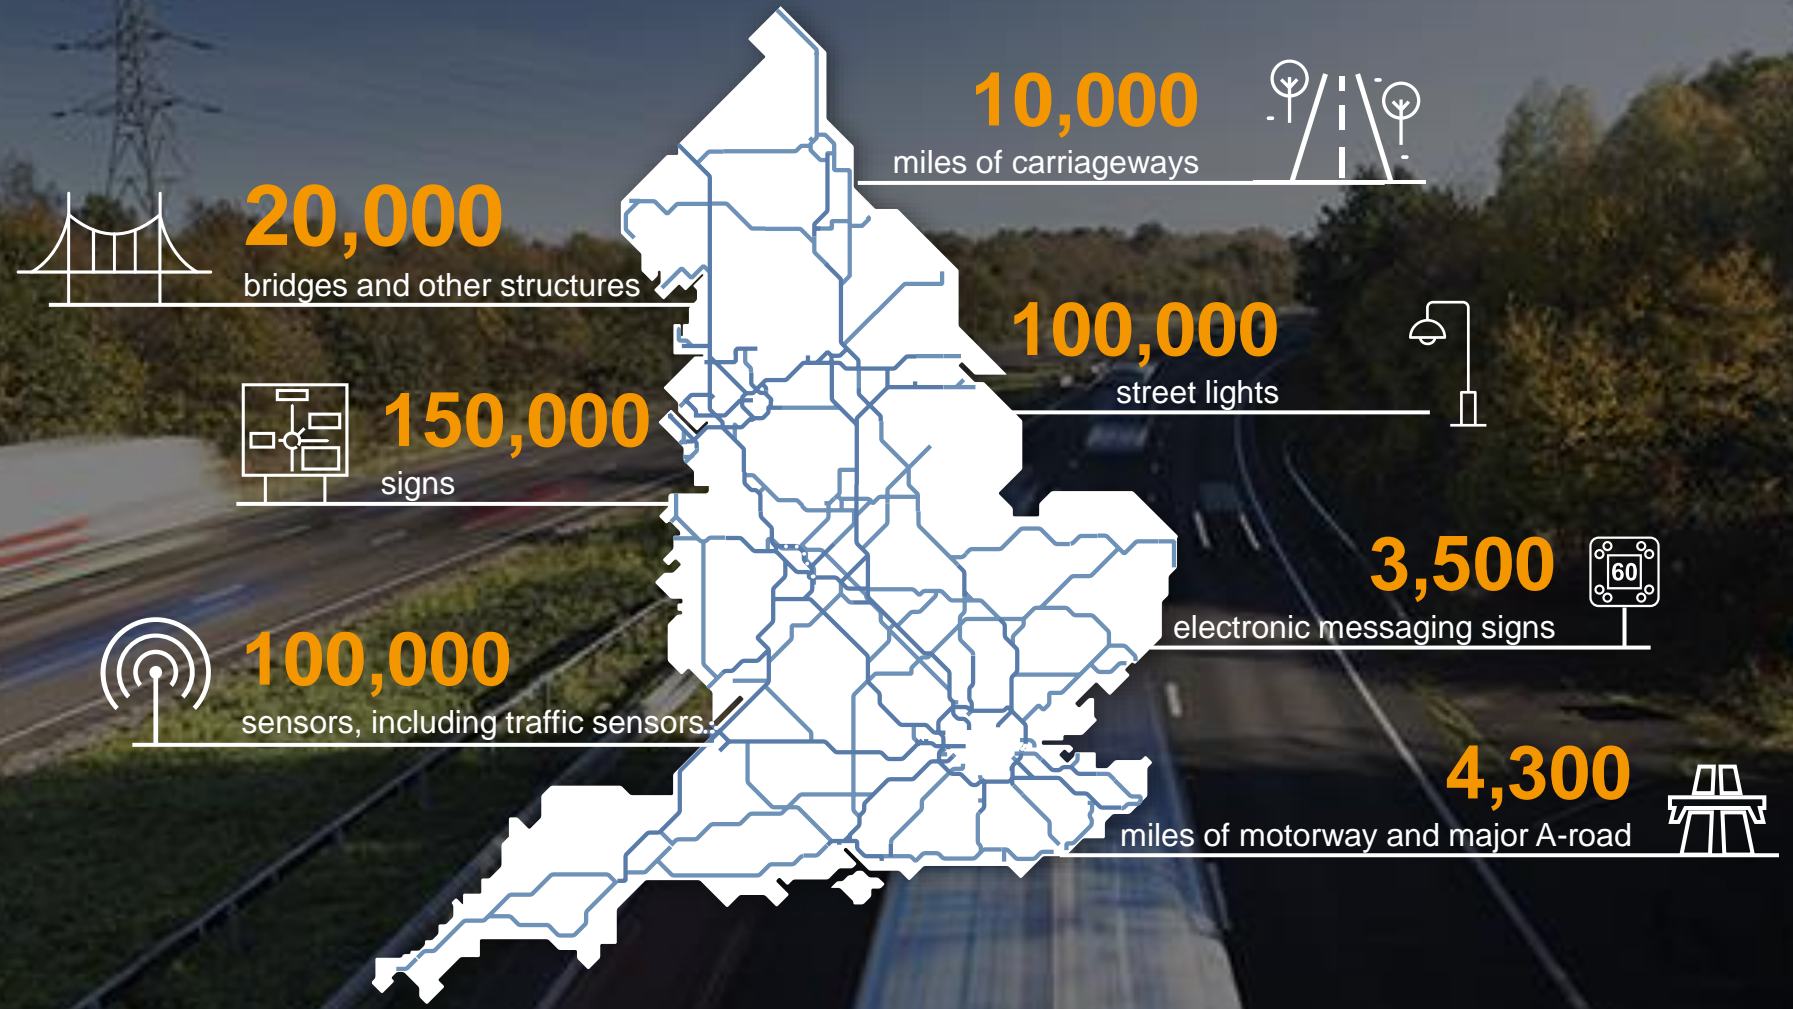 10,000
miles of carriageways
20,000
bridges and other structures
100,000
street lights
150,000
signs
3,500
60
electronic messaging signs
100,000
sensors, including traffic sensors.
4,300
miles of motorway and major A-road